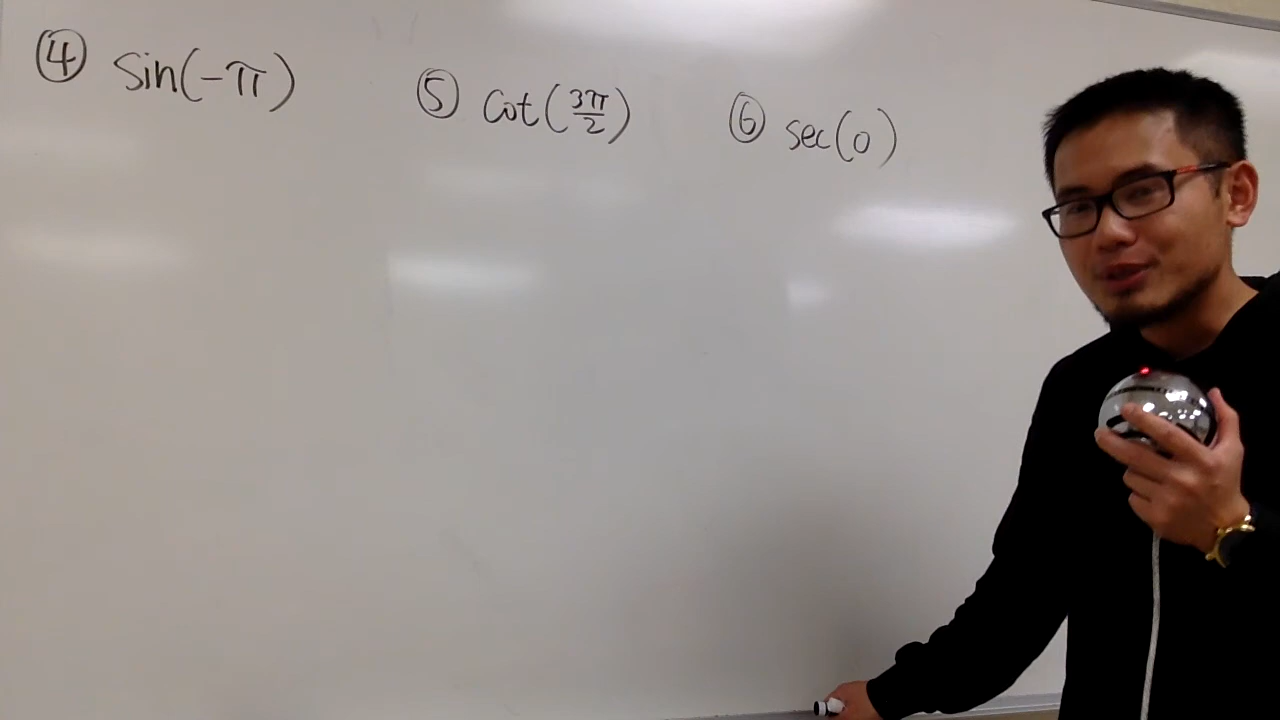 ④ sin(-π)
⑤ cot(3π/2)
⑥ sec(0)